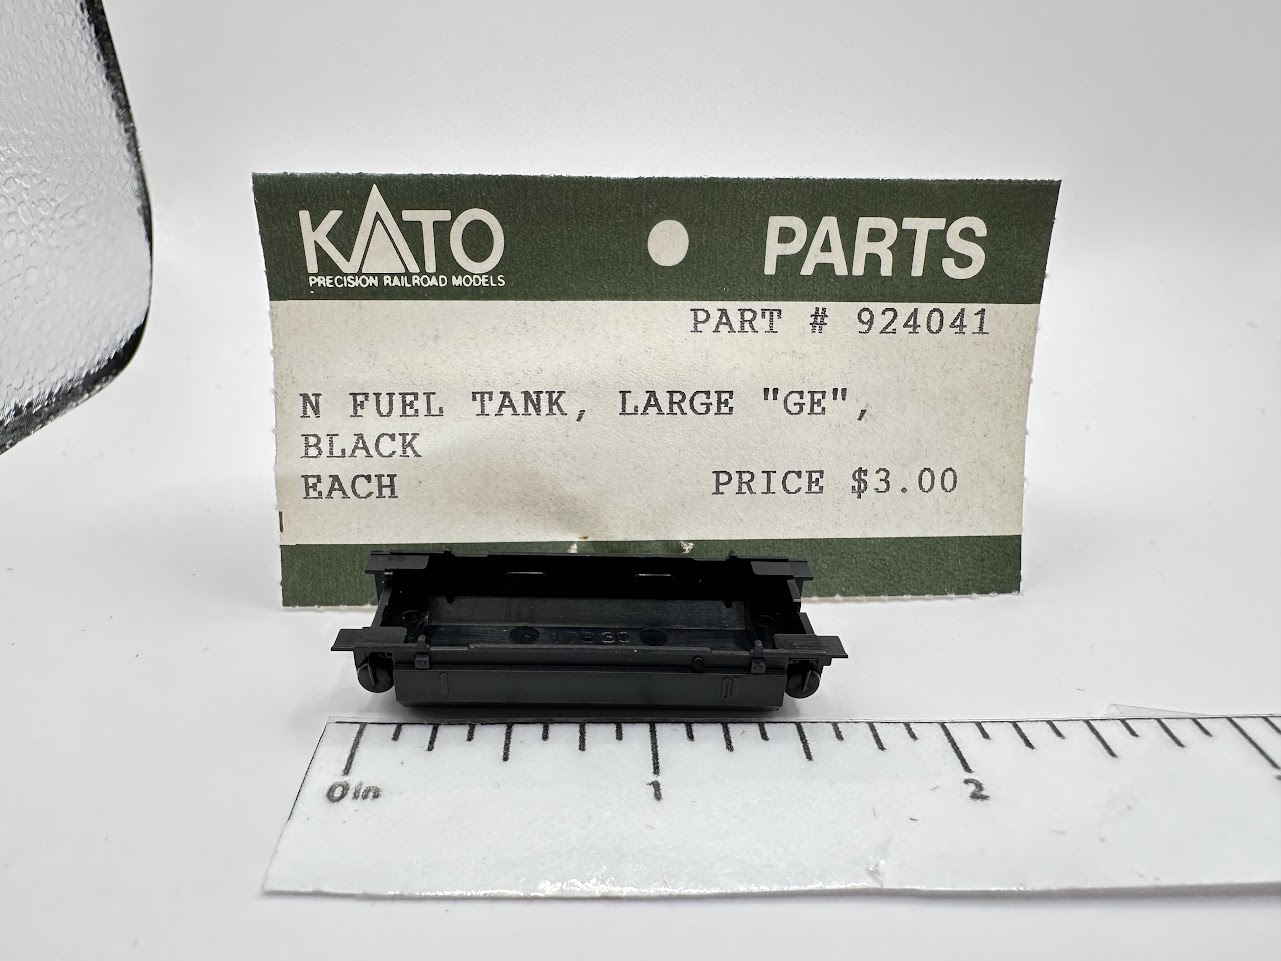 KATO
PRECISION RAILROAD MODELS
PARTS
PART # 924041
N FUEL TANK, LARGE "GE",
BLACK
EACH
PRICE $3.00
0in 1 2